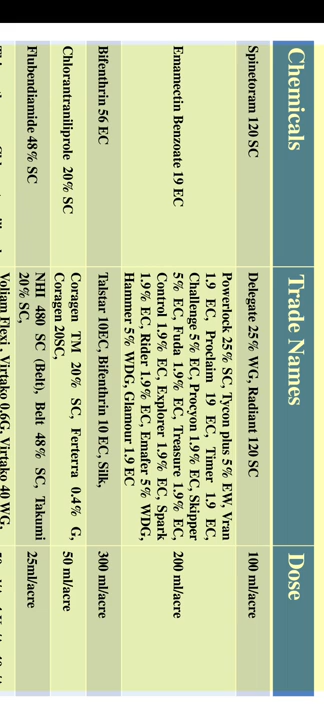 Chemicals Trade Names Dose
Spinetoram 120 SC Delegate 25% WG, Radiant 120 SC 100 ml/acre
Emamectin Benzoate 19 EC Powerlock 25% SC, Tycon plus 5% EW, Vran 200 ml/acre
1.9 EC, Proclaim 19 EC, Timer 1.9 EC,
Challenge 5% EC, Procyon 1.9% EC, Skipper
5% EC, Fuda 1.9% EC, Treasure 1.9% EC,
Control 1.9% EC, Explorer 1.9% EC, Spark
1.9% EC, Rider 1.9% EC, Emafer 5% WDG,
Hammer 5% WDG, Glamour 1.9 EC
Bifenthrin 56 EC Talstar 10EC, Bifenthrin 10 EC, Silk, 300 ml/acre
Chlorantraniliprole 20% SC Coragen TM 20% SC, Ferterra 0.4% G, 50 ml/acre
Coragen 20SC,
Flubendiamide 48% SC NHI 480 SC (Belt), Belt 48% SC, Takumi 25ml/acre
20% SC,
Voliam Flexi, Virtako 0.6G, Virtako 40 WG,